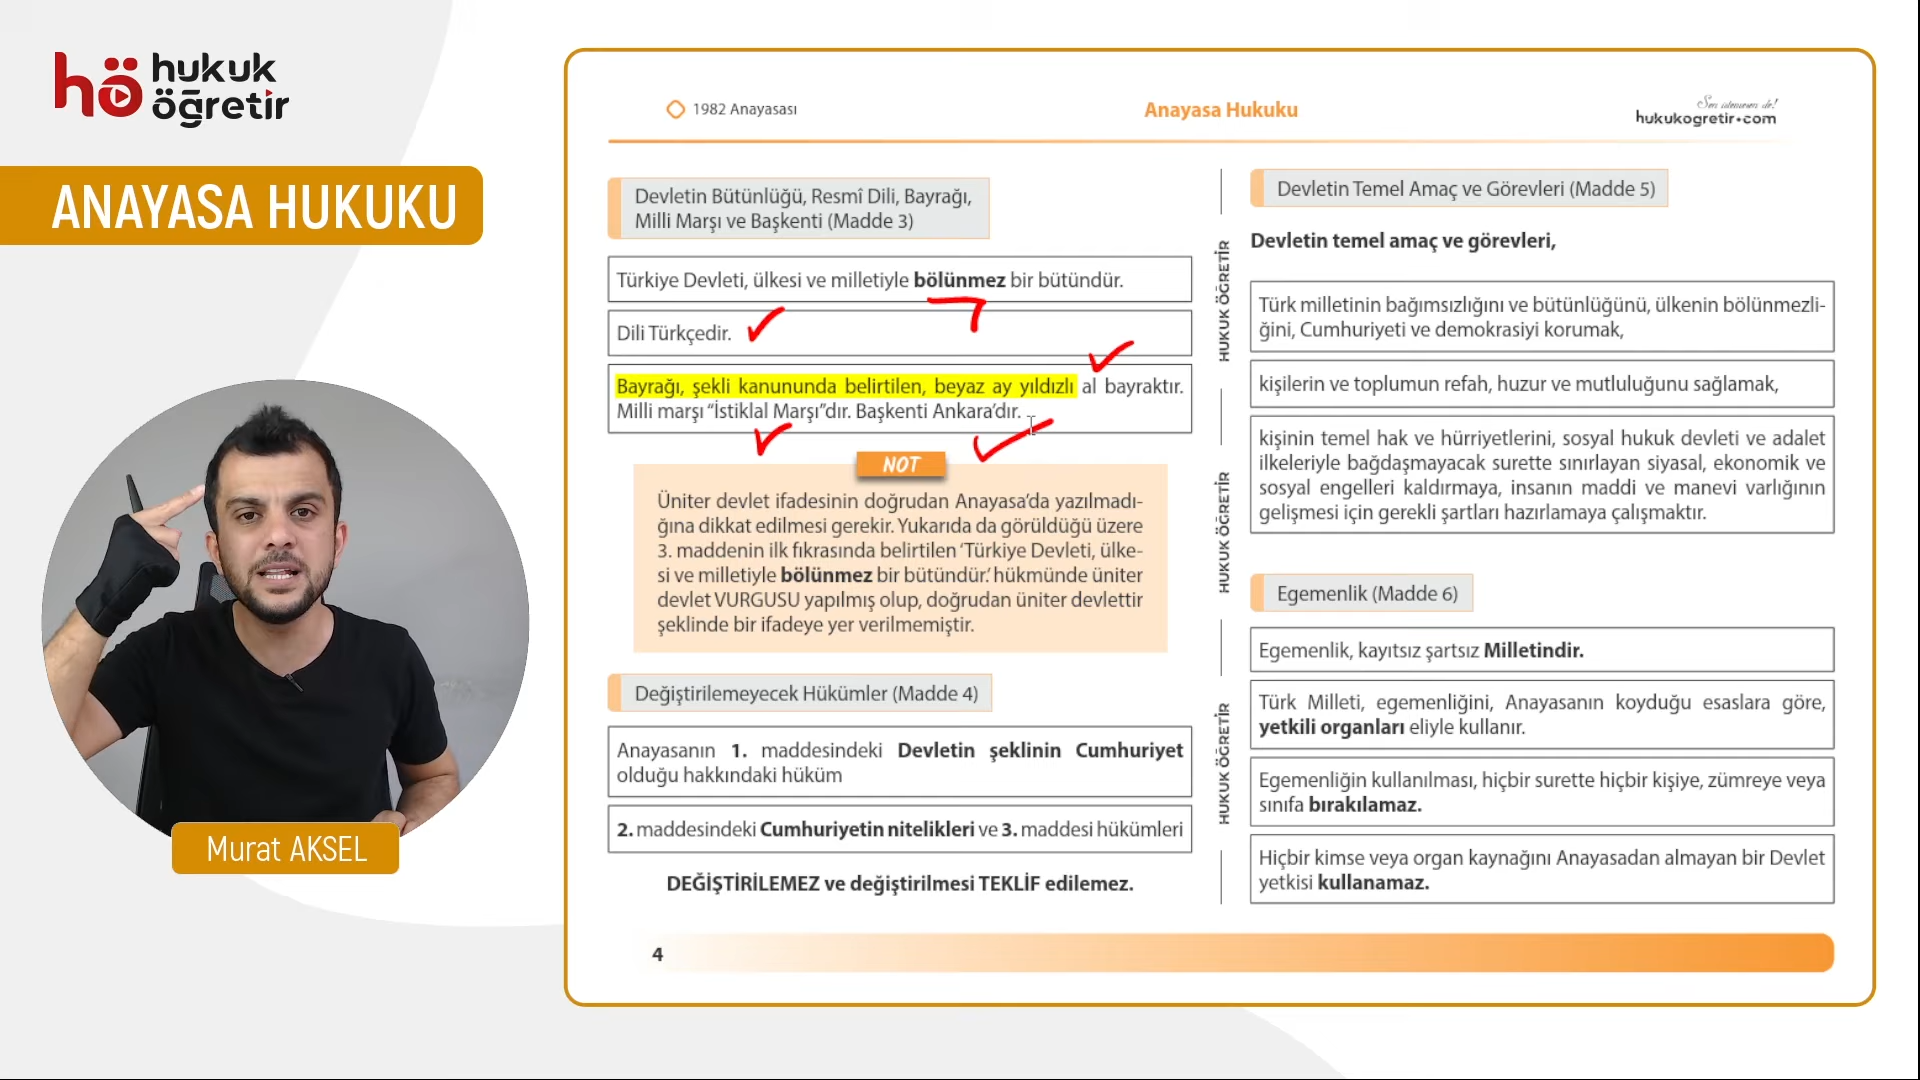 hö hukuk
öğretir
ANAYASA HUKUKU
Murat AKSEL
1982 Anayasası
Anayasa Hukuku
Sen istersen de!
hukukogretir•com
Devletin Bütünlüğü, Resmî Dili, Bayrağı,
Milli Marşı ve Başkenti (Madde 3)
Türkiye Devleti, ülkesi ve milletiyle bölünmez bir bütündür.
Dili Türkçedir.
Bayrağı, şekli kanununda belirtilen, beyaz ay yıldızlı al bayraktır.
Milli marşı “İstiklal Marşı”dır. Başkenti Ankara’dır.
NOT
Üniter devlet ifadesinin doğrudan Anayasa’da yazılmadı-
ğına dikkat edilmesi gerekir. Yukarıda da görüldüğü üzere
3. maddenin ilk fıkrasında belirtilen ‘Türkiye Devleti, ülke-
si ve milletiyle bölünmez bir bütündür.’ hükmünde üniter
devlet VURGUSU yapılmış olup, doğrudan üniter devlettir
şeklinde bir ifadeye yer verilmemiştir.
Değiştirilemeyecek Hükümler (Madde 4)
Anayasanın 1. maddesindeki Devletin şeklinin Cumhuriyet
olduğu hakkındaki hüküm
2. maddesindeki Cumhuriyetin nitelikleri ve 3. maddesi hükümleri
DEĞİŞTİRİLEMEZ ve değiştirilmesi TEKLİF edilemez.
HUKUK ÖĞRETİR
HUKUK ÖĞRETİR
HUKUK ÖĞRETİR
Devletin Temel Amaç ve Görevleri (Madde 5)
Devletin temel amaç ve görevleri,
Türk milletinin bağımsızlığını ve bütünlüğünü, ülkenin bölünmezli-
ğini, Cumhuriyeti ve demokrasiyi korumak,
kişilerin ve toplumun refah, huzur ve mutluluğunu sağlamak,
kişinin temel hak ve hürriyetlerini, sosyal hukuk devleti ve adalet
ilkeleriyle bağdaşmayacak surette sınırlayan siyasal, ekonomik ve
sosyal engelleri kaldırmaya, insanın maddi ve manevi varlığının
gelişmesi için gerekli şartları hazırlamaya çalışmaktır.
Egemenlik (Madde 6)
Egemenlik, kayıtsız şartsız Milletindir.
Türk Milleti, egemenliğini, Anayasanın koyduğu esaslara göre,
yetkili organları eliyle kullanır.
Egemenliğin kullanılması, hiçbir surette hiçbir kişiye, zümreye veya
sınıfa bırakılamaz.
Hiçbir kimse veya organ kaynağını Anayasadan almayan bir Devlet
yetkisi kullanamaz.
4